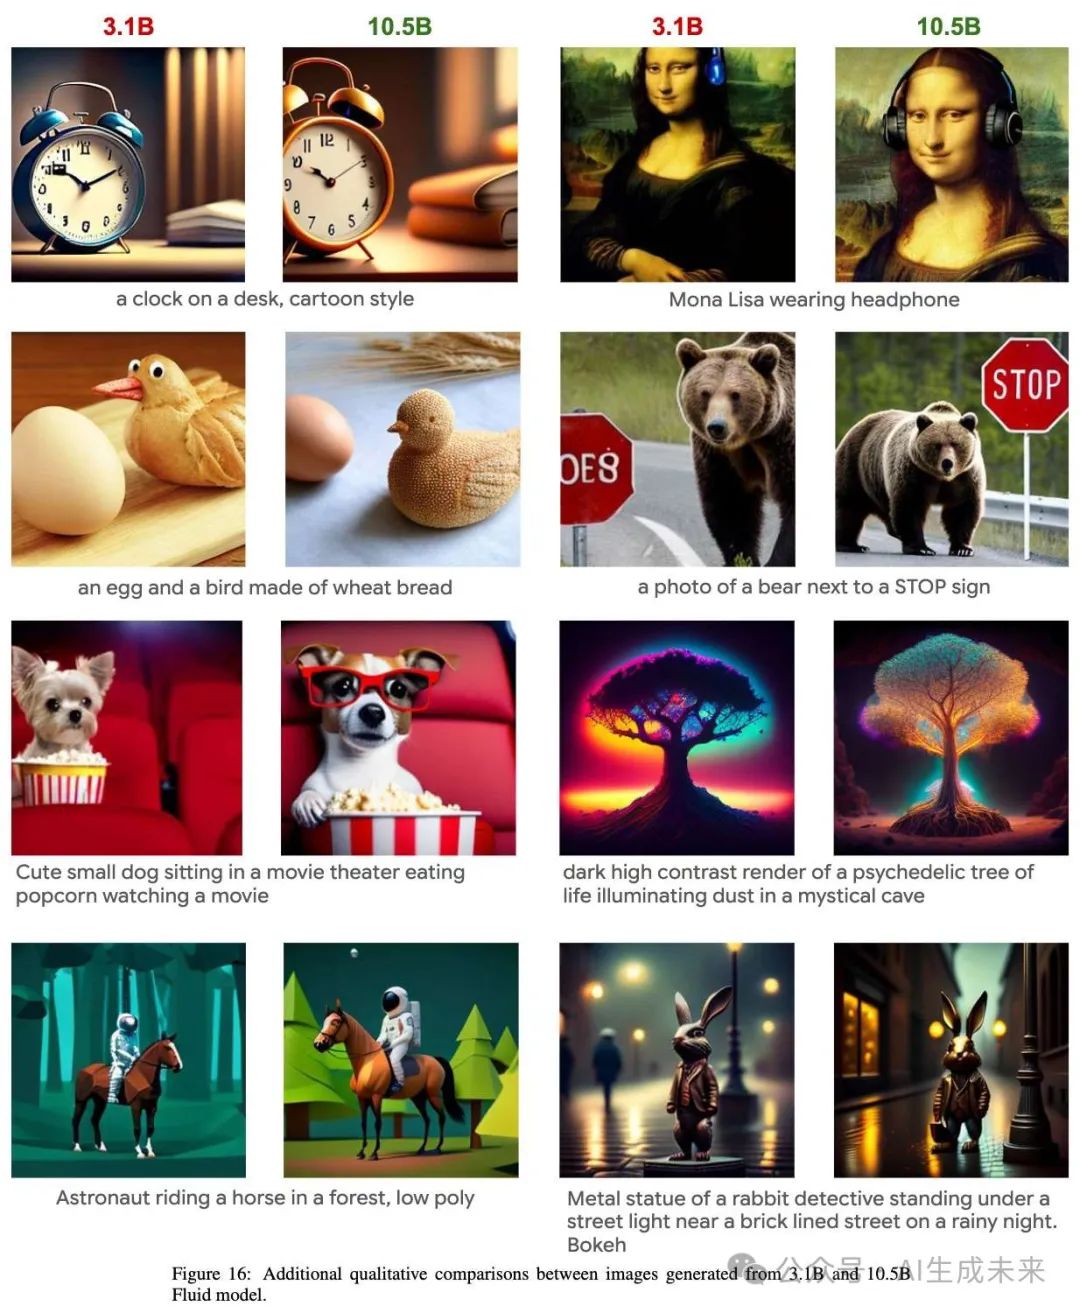 3.1B
10.5B
3.1B
10.5B
a clock on a desk, cartoon style
Mona Lisa wearing headphone
OE8
STOP
an egg and a bird made of wheat bread
a photo of a bear next to a STOP sign
Cute small dog sitting in a movie theater eating
popcorn watching a movie
dark high contrast render of a psychedelic tree of
life illuminating dust in a mystical cave
Astronaut riding a horse in a forest, low poly
Metal statue of a rabbit detective standing under a
street light near a brick lined street on a rainy night.
Bokeh
Figure 16: Additional qualitative comparisons between images generated from 3.1B and 10.5B
Fluid model.
公众号 · AI生成未来